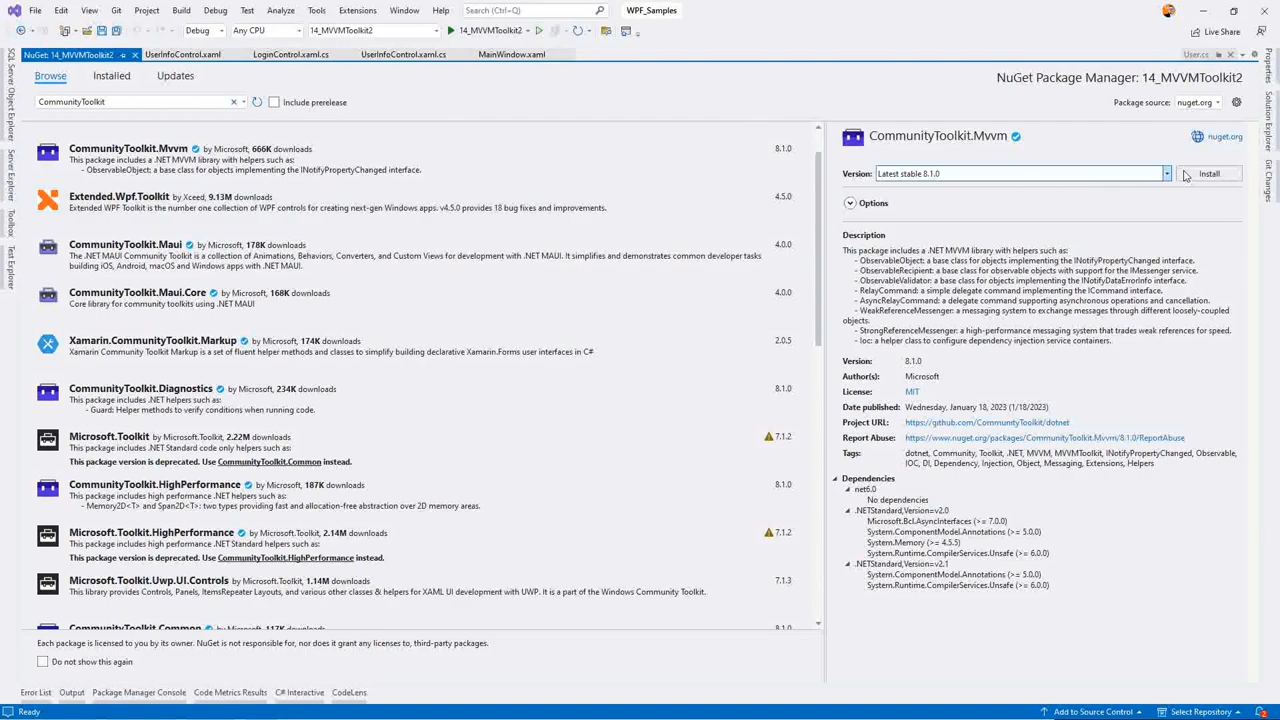 File Edit View Git Project Build Debug Test Analyze Tools Extensions Window Help Search (Ctrl+Q) WPF_Samples
Debug Any CPU 14_MVVMToolkit2 14_MVVMToolkit2 Live Share
NuGet: 14_MVVMToolkit2 UserInfoControl.xaml LoginControl.xaml.cs UserInfoControl.xaml.cs MainWindow.xaml User.cs
SQL Server Object Explorer
Server Explorer
Toolbox
Test Explorer
Browse Installed Updates
NuGet Package Manager: 14_MVVMToolkit2
CommunityToolkit
Include prerelease
Package source: nuget.org
CommunityToolkit.Mvvm by Microsoft, 666K downloads 8.1.0
This package includes a .NET MVVM library with helpers such as:
- ObservableObject: a base class for objects implementing the INotifyPropertyChanged interface.
Extended.Wpf.Toolkit by Xceed, 9.13M downloads 4.5.0
Extended WPF Toolkit is the number one collection of WPF controls for creating next-gen Windows apps. v4.5.0 provides 18 bug fixes and improvements.
CommunityToolkit.Maui by Microsoft, 178K downloads 4.0.0
The .NET MAUI Community Toolkit is a collection of Animations, Behaviors, Converters, and Custom Views for development with .NET MAUI. It simplifies and demonstrates common developer tasks
building iOS, Android, macOS and Windows apps with .NET MAUI.
CommunityToolkit.Maui.Core by Microsoft, 168K downloads 4.0.0
Core library for community toolkits using .NET MAUI
Xamarin.CommunityToolkit.Markup by Microsoft, 174K downloads 2.0.5
Xamarin Community Toolkit Markup is a set of fluent helper methods and classes to simplify building declarative Xamarin.Forms user interfaces in C#
CommunityToolkit.Diagnostics by Microsoft, 234K downloads 8.1.0
This package includes .NET helpers such as:
- Guard: Helper methods to verify conditions when running code.
Microsoft.Toolkit by Microsoft.Toolkit, 2.22M downloads 7.1.2
This package includes .NET Standard code only helpers such as:
This package version is deprecated. Use CommunityToolkit.Common instead.
CommunityToolkit.HighPerformance by Microsoft, 187K downloads 8.1.0
This package includes high performance .NET helpers such as:
- Memory2D<T> and Span2D<T>: two types providing fast and allocation-free abstraction over 2D memory areas.
Microsoft.Toolkit.HighPerformance by Microsoft.Toolkit, 2.14M downloads 7.1.2
This package includes high performance .NET Standard helpers such as:
This package version is deprecated. Use CommunityToolkit.HighPerformance instead.
Microsoft.Toolkit.Uwp.UI.Controls by Microsoft.Toolkit, 1.14M downloads 7.1.3
This library provides Controls, Panels, ItemsRepeater Layouts, and various other classes & helpers for XAML UI development with UWP. It is a part of the Windows Community Toolkit.
CommunityToolkit.Common by Microsoft, 117K downloads 8.1.0
Each package is licensed to you by its owner. NuGet is not responsible for, nor does it grant any licenses to, third-party packages.
Do not show this again
CommunityToolkit.Mvvm nuget.org
Version: Latest stable 8.1.0 Install
Options
Description
This package includes a .NET MVVM library with helpers such as:
- ObservableObject: a base class for objects implementing the INotifyPropertyChanged interface.
- ObservableRecipient: a base class for observable objects with support for the IMessenger service.
- ObservableValidator: a base class for objects implementing the INotifyDataErrorInfo interface.
- RelayCommand: a simple delegate command implementing the ICommand interface.
- AsyncRelayCommand: a delegate command supporting asynchronous operations and cancellation.
- WeakReferenceMessenger: a messaging system to exchange messages through different loosely-coupled
objects.
- StrongReferenceMessenger: a high-performance messaging system that trades weak references for speed.
- Ioc: a helper class to configure dependency injection service containers.
Version: 8.1.0
Author(s): Microsoft
License: MIT
Date published: Wednesday, January 18, 2023 (1/18/2023)
Project URL: https://github.com/CommunityToolkit/dotnet
Report Abuse: https://www.nuget.org/packages/CommunityToolkit.Mvvm/8.1.0/ReportAbuse
Tags: dotnet, Community, Toolkit, .NET, MVVM, MVVMToolkit, INotifyPropertyChanged, Observable,
IOC, DI, Dependency, Injection, Object, Messaging, Extensions, Helpers
Dependencies
net6.0
No dependencies
.NETStandard,Version=v2.0
Microsoft.Bcl.AsyncInterfaces (>= 7.0.0)
System.ComponentModel.Annotations (>= 5.0.0)
System.Memory (>= 4.5.5)
System.Runtime.CompilerServices.Unsafe (>= 6.0.0)
.NETStandard,Version=v2.1
System.ComponentModel.Annotations (>= 5.0.0)
System.Runtime.CompilerServices.Unsafe (>= 6.0.0)
Properties
Solution Explorer
Git Changes
Error List Output Package Manager Console Code Metrics Results C# Interactive CodeLens
Ready Add to Source Control Select Repository 2